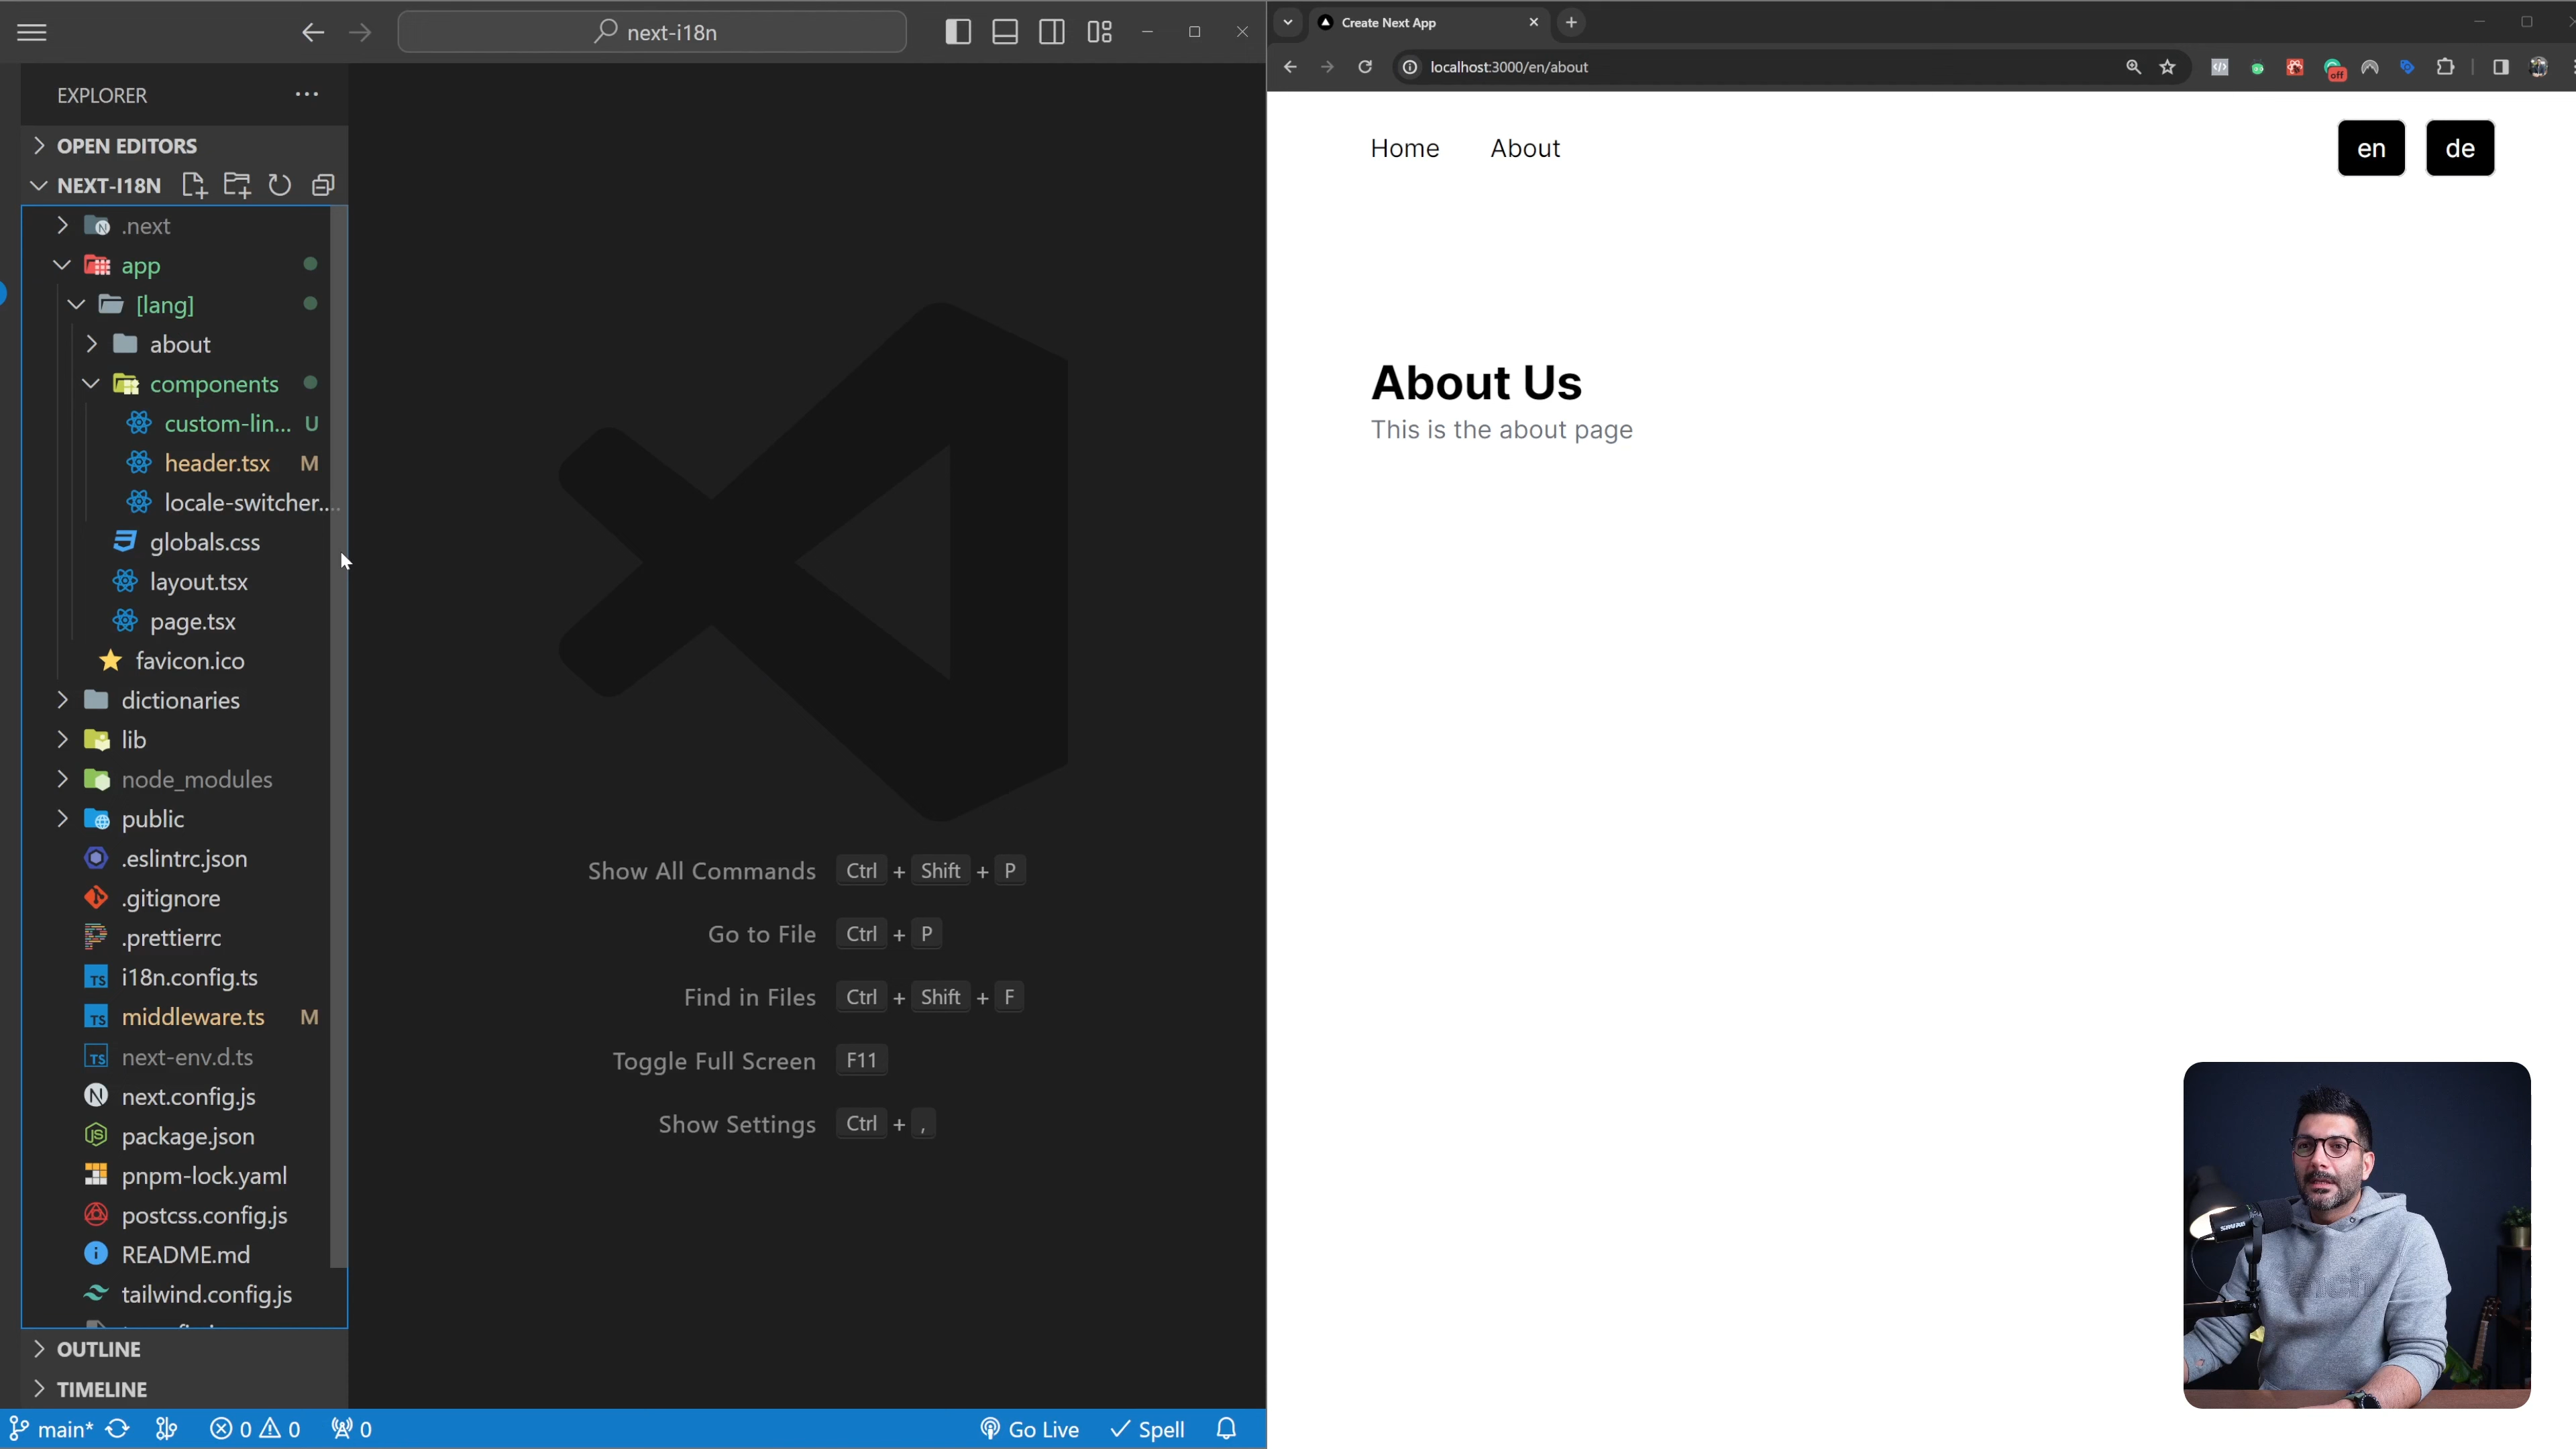 next-i18n
EXPLORER
OPEN EDITORS
NEXT-I18N
.next
app
[lang]
about
components
custom-lin... U
header.tsx M
locale-switcher....
globals.css
layout.tsx
page.tsx
favicon.ico
dictionaries
lib
node_modules
public
.eslintrc.json
.gitignore
.prettierrc
i18n.config.ts
middleware.ts M
next-env.d.ts
next.config.js
package.json
pnpm-lock.yaml
postcss.config.js
README.md
tailwind.config.js
OUTLINE
TIMELINE
Show All Commands Ctrl + Shift + P
Go to File Ctrl + P
Find in Files Ctrl + Shift + F
Toggle Full Screen F11
Show Settings Ctrl + ,
main* 0 0 0 Go Live Spell
Create Next App
localhost:3000/en/about
off
Home About en de
About Us
This is the about page